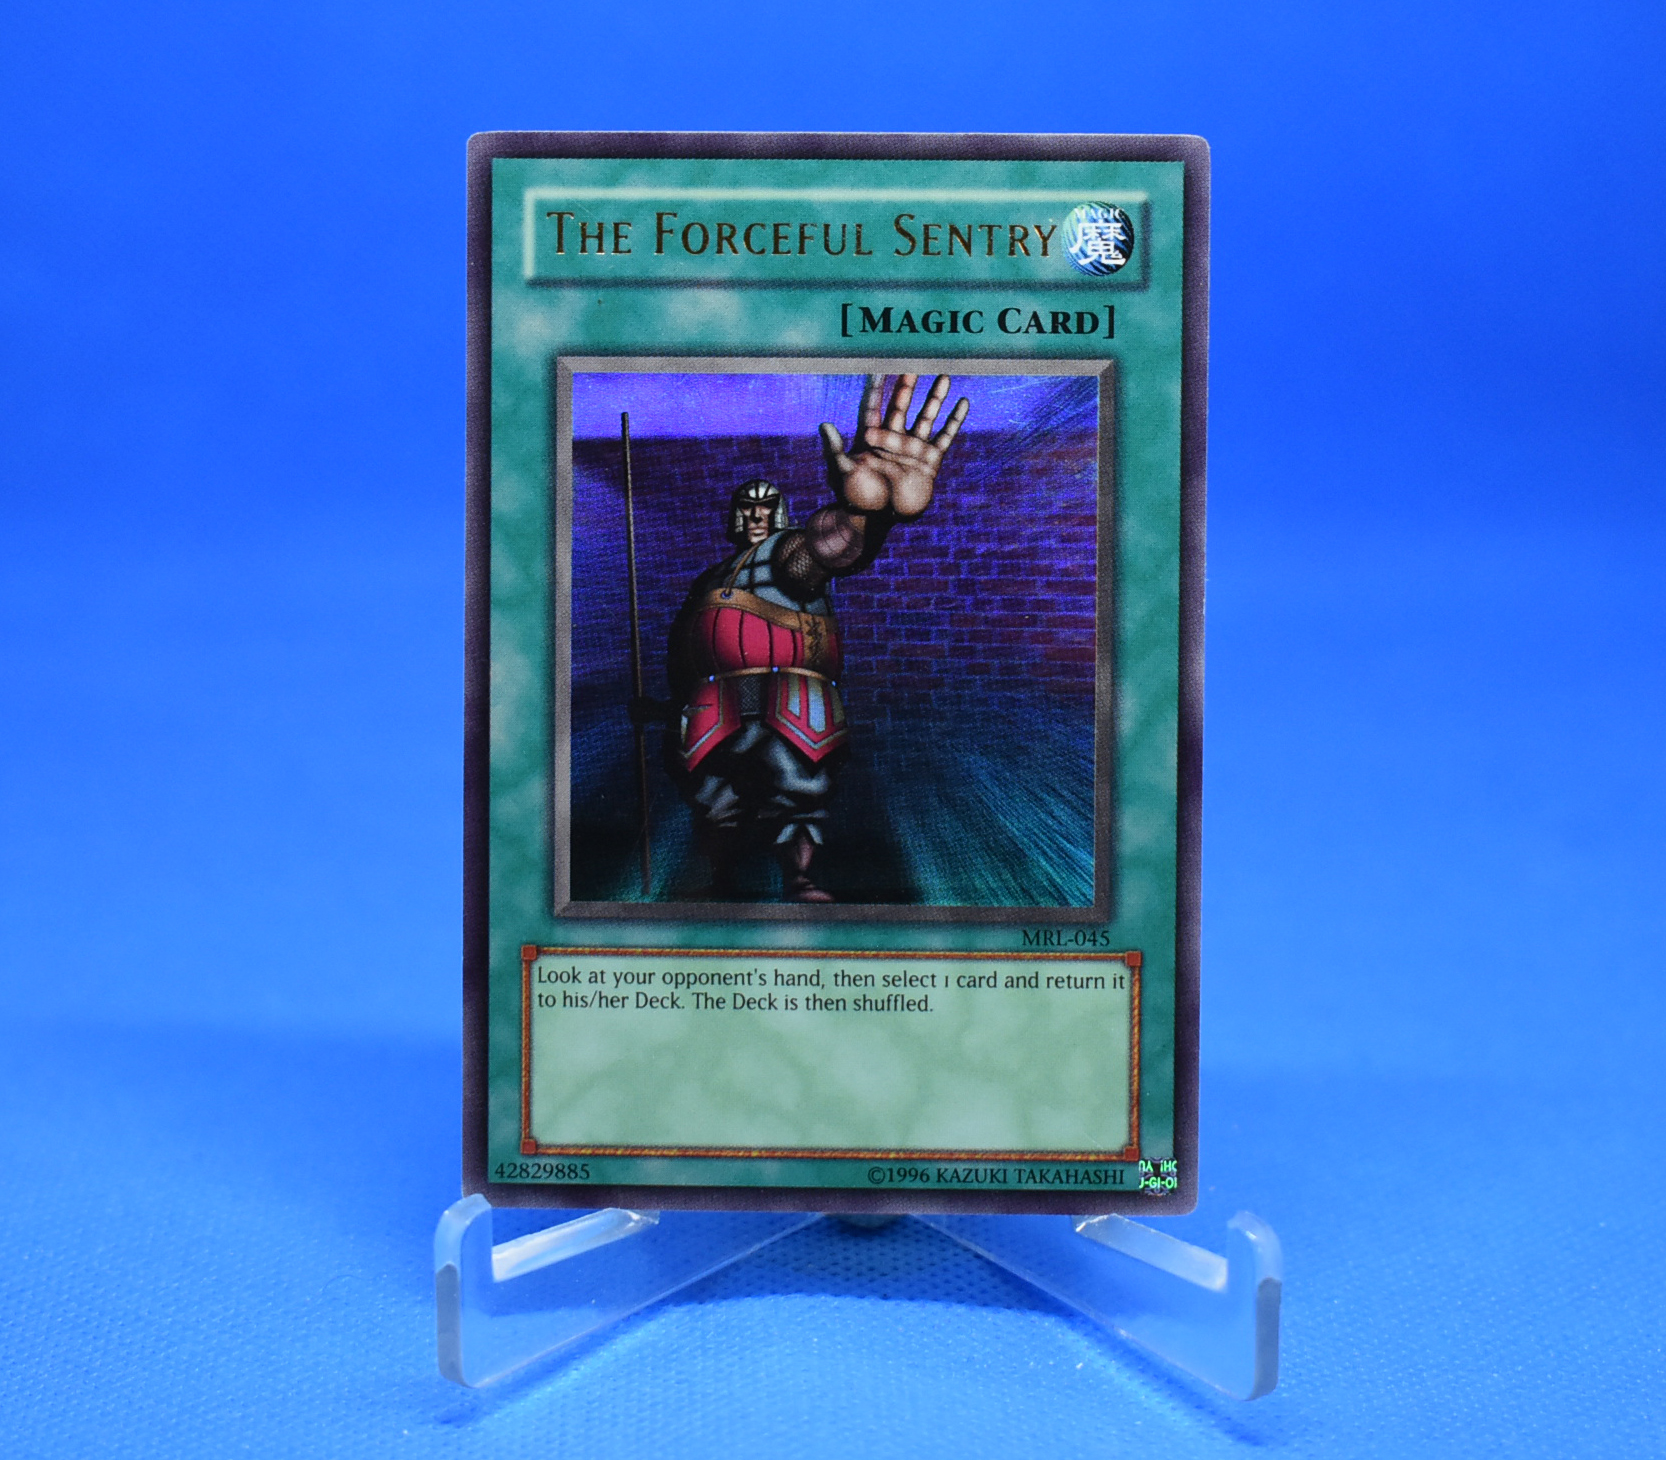 THE FORCEFUL SENTRY
MAGIC
魔
[MAGIC CARD]
MRL-045
Look at your opponent's hand, then select 1 card and return it
to his/her Deck. The Deck is then shuffled.
42829885
©1996 KAZUKI TAKAHASHI